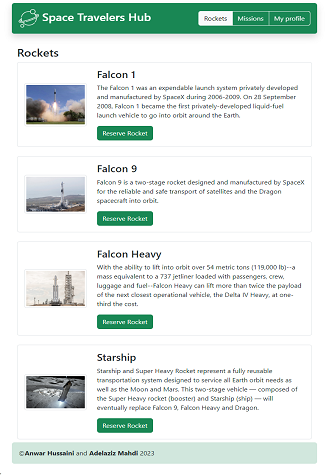 Space Travelers Hub
Rockets
Missions
My profile
Rockets
Falcon 1
The Falcon 1 was an expendable launch system privately developed
and manufactured by SpaceX during 2006-2009. On 28 September
2008, Falcon 1 became the first privately-developed liquid-fuel
launch vehicle to go into orbit around the Earth.
Reserve Rocket
Falcon 9
Falcon 9 is a two-stage rocket designed and manufactured by SpaceX
for the reliable and safe transport of satellites and the Dragon
spacecraft into orbit.
Reserve Rocket
Falcon Heavy
With the ability to lift into orbit over 54 metric tons (119,000 lb)--a
mass equivalent to a 737 jetliner loaded with passengers, crew,
luggage and fuel--Falcon Heavy can lift more than twice the payload
of the next closest operational vehicle, the Delta IV Heavy, at one-
third the cost.
Reserve Rocket
Starship
Starship and Super Heavy Rocket represent a fully reusable
transportation system designed to service all Earth orbit needs as
well as the Moon and Mars. This two-stage vehicle — composed of
the Super Heavy rocket (booster) and Starship (ship) — will
eventually replace Falcon 9, Falcon Heavy and Dragon.
Reserve Rocket
©Anwar Hussaini and Adelaziz Mahdi 2023